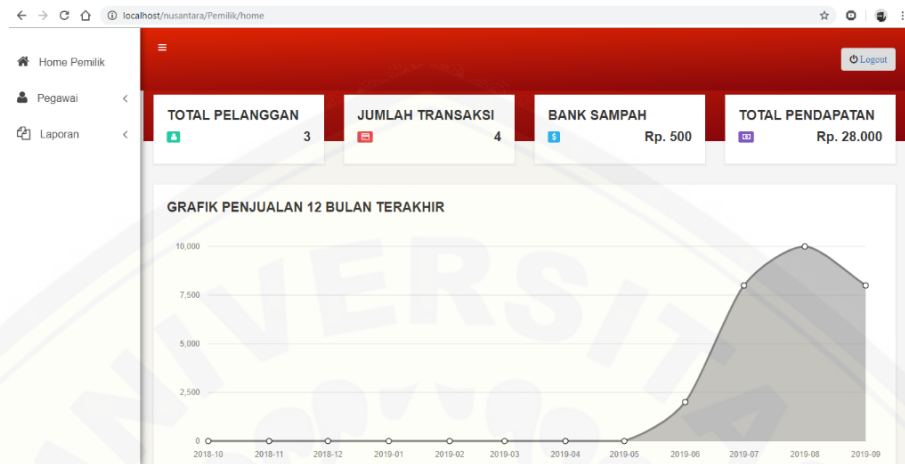 localhost/nusantara/Pemilik/home
Home Pemilik
Pegawai
Laporan
Logout
TOTAL PELANGGAN
3
JUMLAH TRANSAKSI
4
BANK SAMPAH
Rp. 500
TOTAL PENDAPATAN
Rp. 28.000
GRAFIK PENJUALAN 12 BULAN TERAKHIR
10,000
7,500
5,000
2,500
0
2018-10 2018-11 2018-12 2019-01 2019-02 2019-03 2019-04 2019-05 2019-06 2019-07 2019-08 2019-09